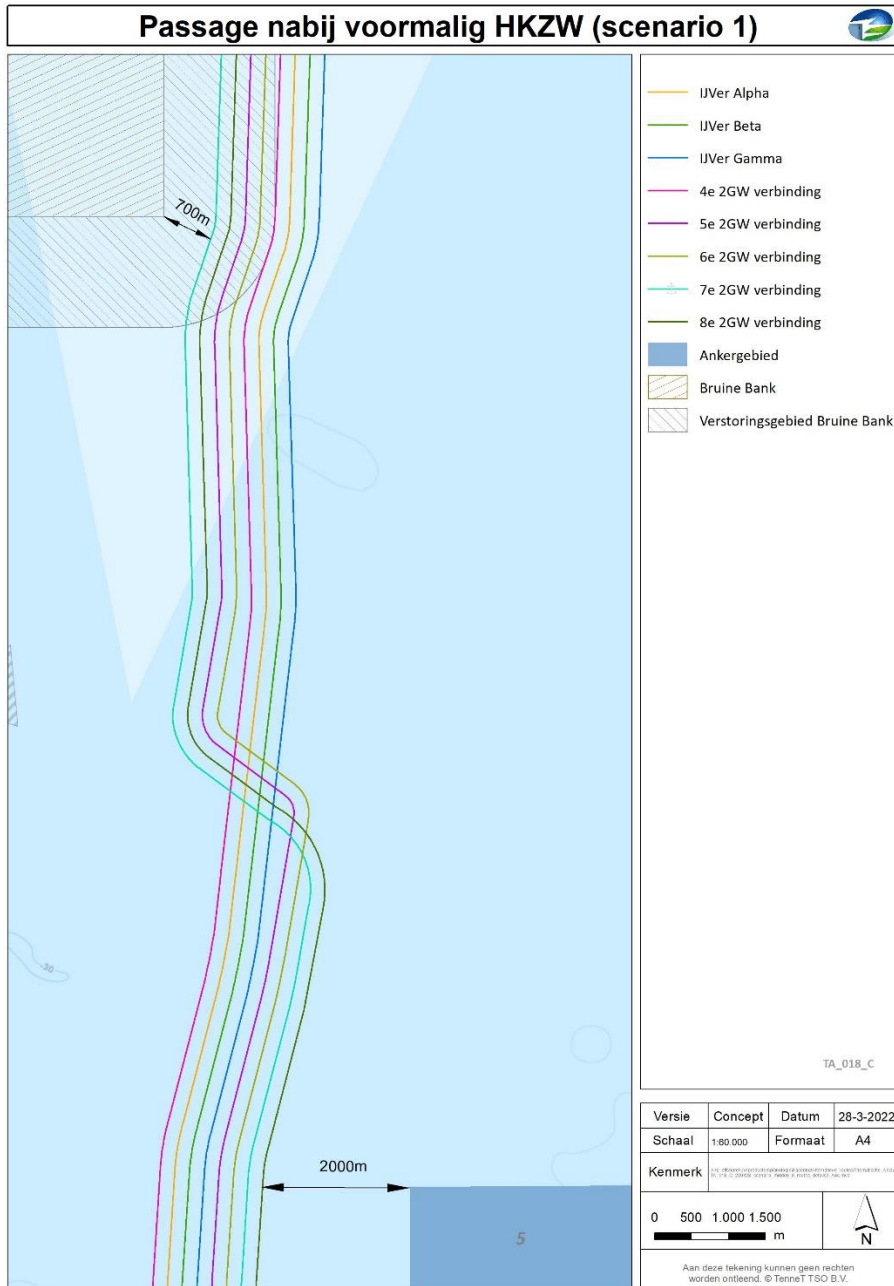 Passage nabij voormalig HKZW (scenario 1)
700m
-30
2000m
5
IJVer Alpha
IJVer Beta
IJVer Gamma
4e 2GW verbinding
5e 2GW verbinding
6e 2GW verbinding
7e 2GW verbinding
8e 2GW verbinding
Ankergebied
Bruine Bank
Verstoringsgebied Bruine Bank
TA_018_C
Versie Concept Datum 28-3-2022
Schaal 1:60.000 Formaat A4
Kenmerk
0 500 1.000 1.500
m
N
Aan deze tekening kunnen geen rechten
worden ontleend. © TenneT TSO B.V.